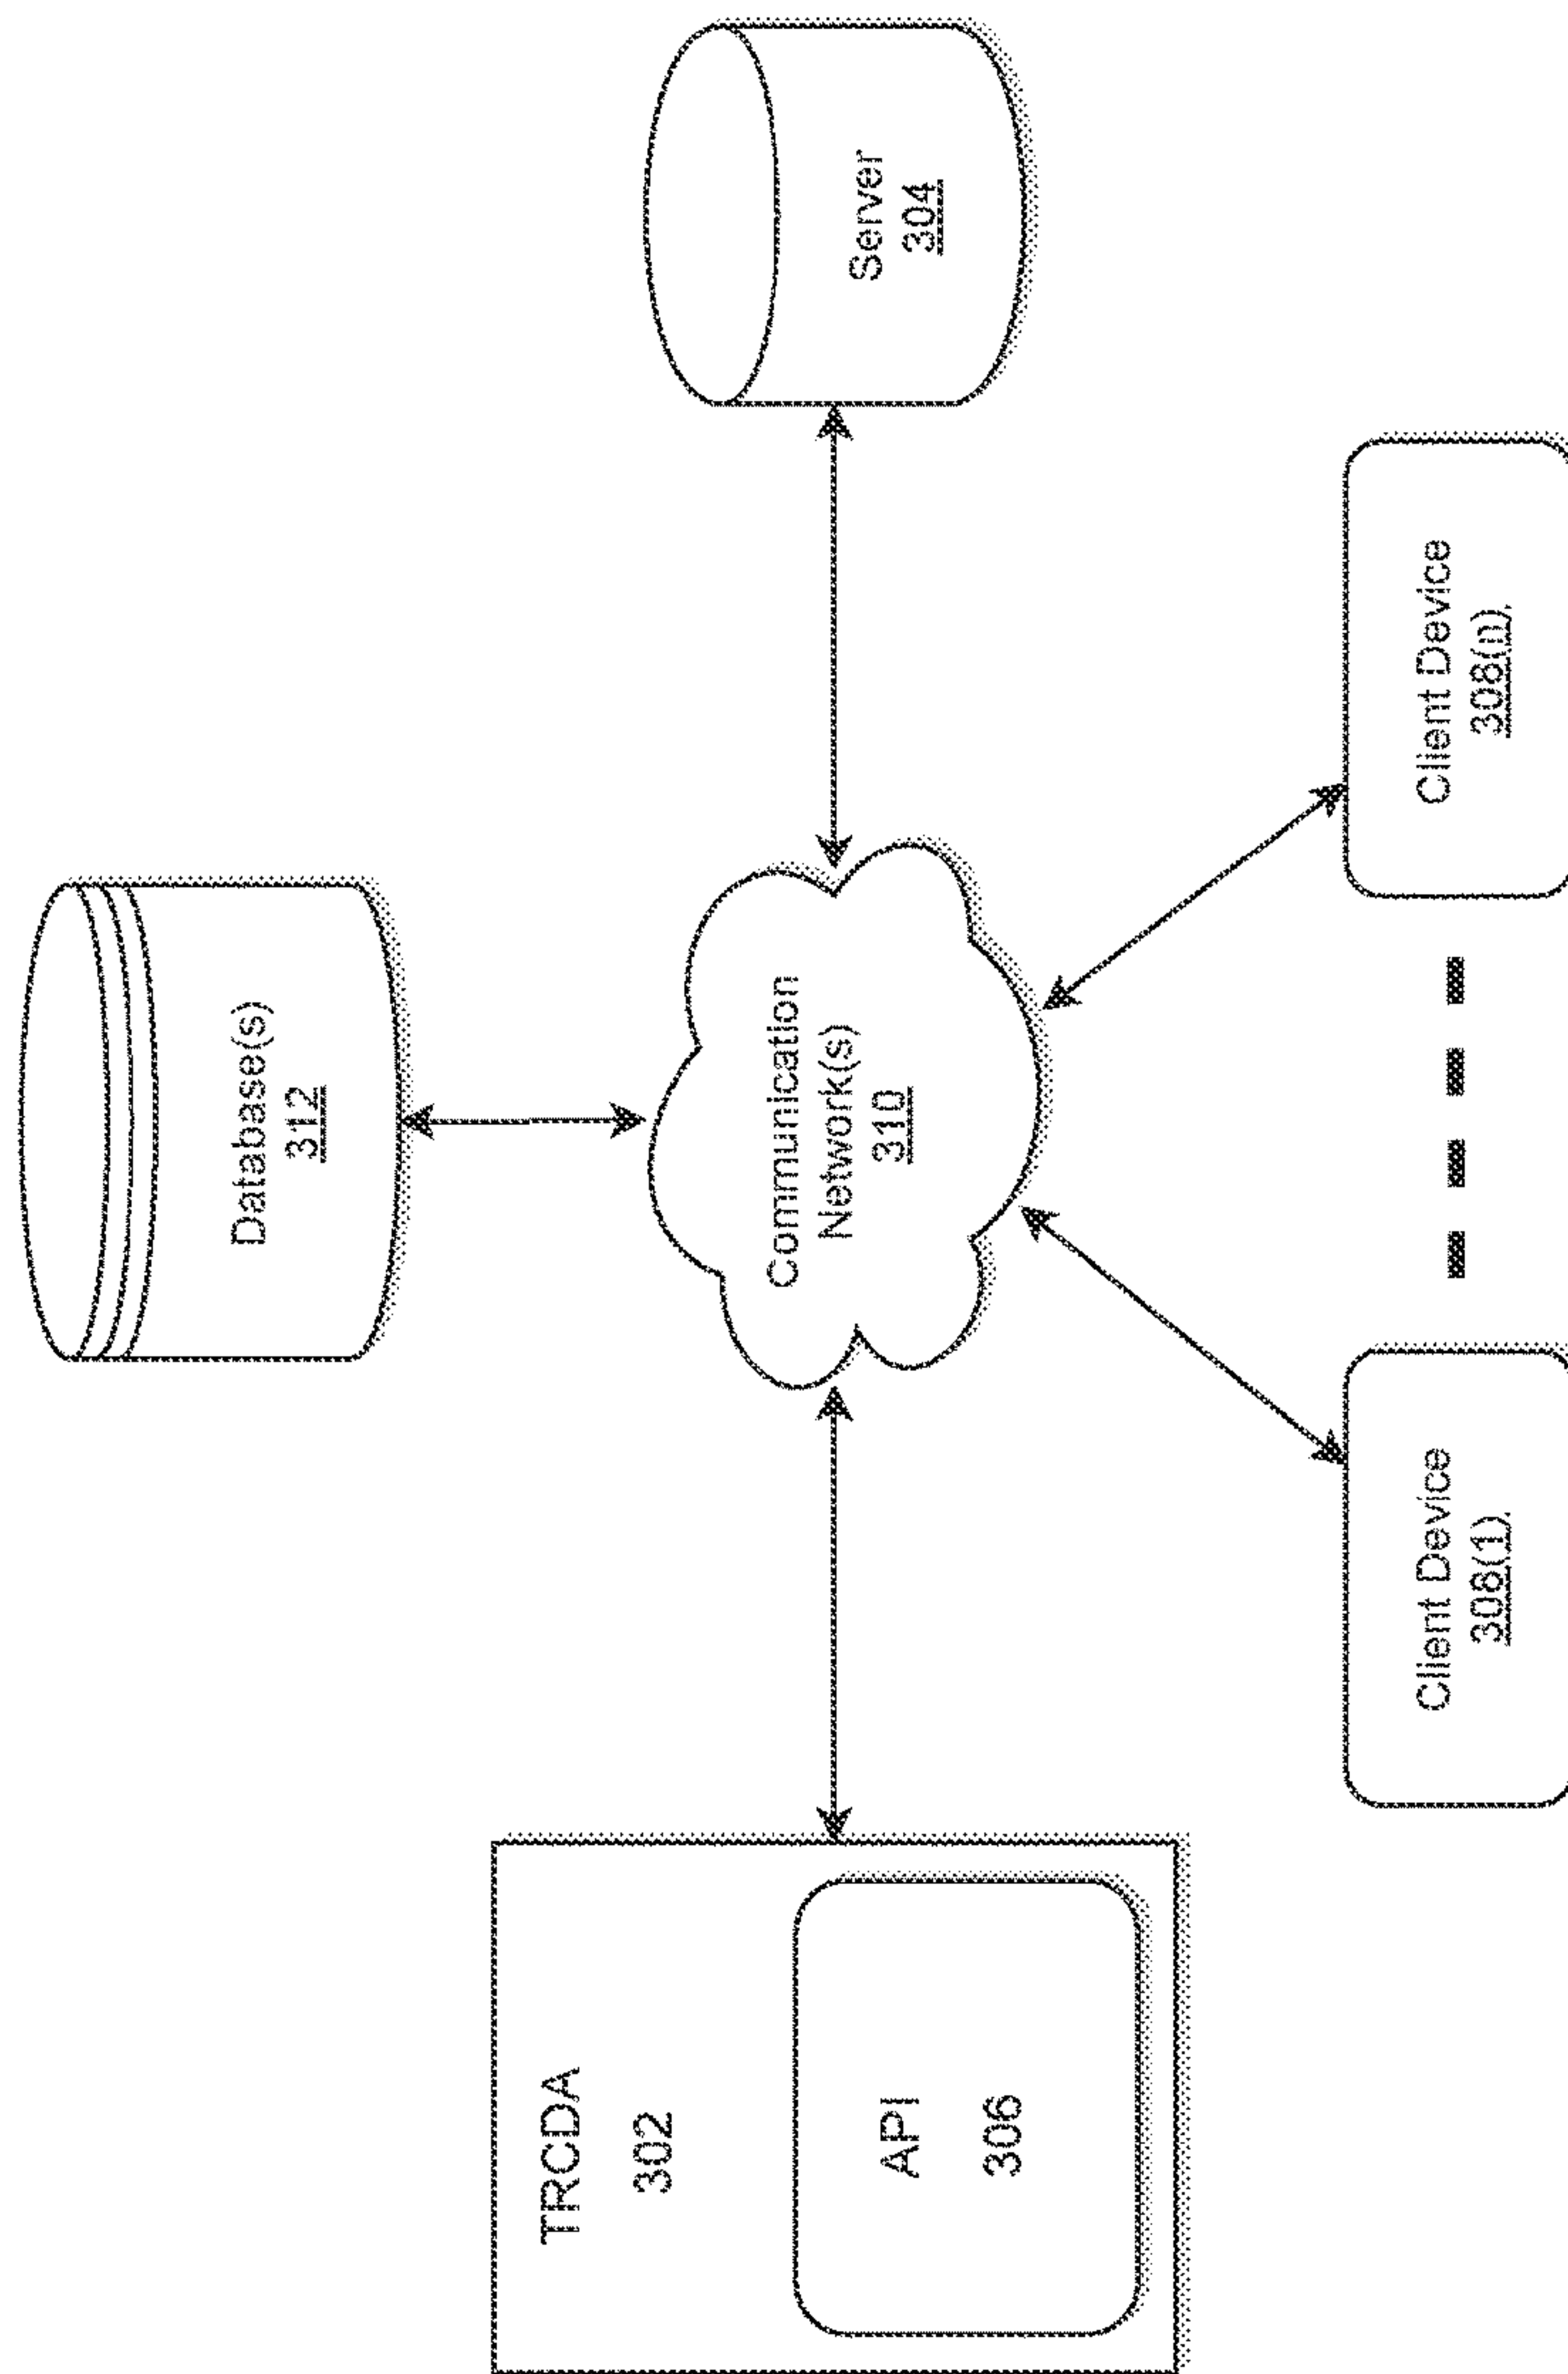 Database(s)
312
TRCDA
302
API
306
Communication
Network(s)
310
Server
304
Client Device
308(1)
Client Device
308(n)